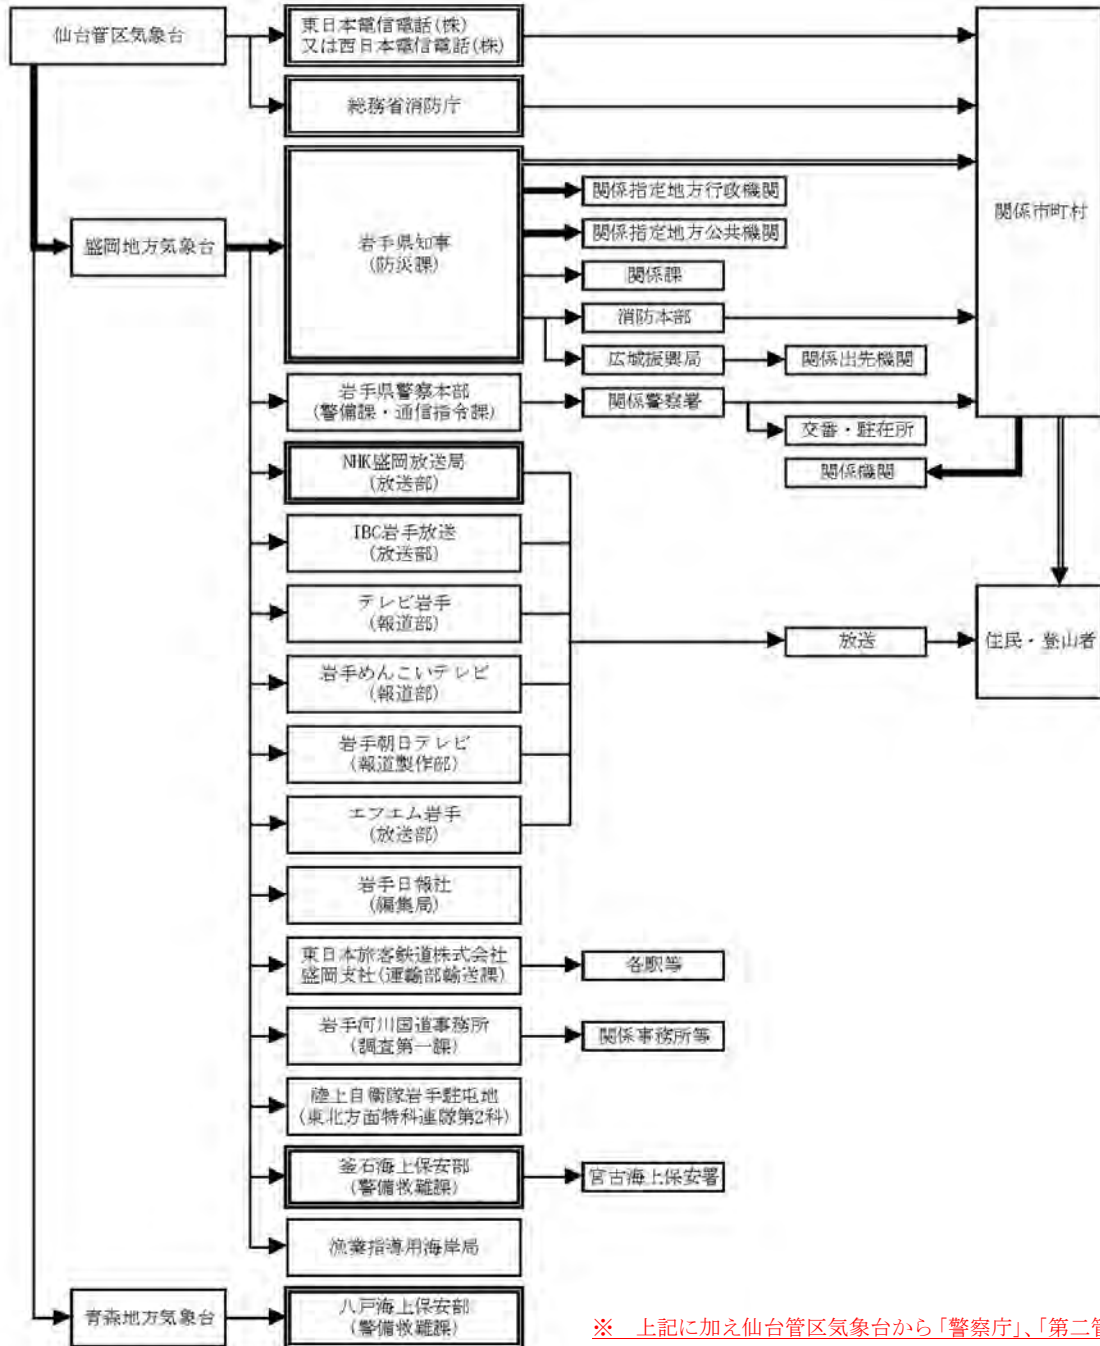 仙台管区気象台
東日本電信電話(株)
又は西日本電信電話(株)
総務省消防庁
関係市町村
盛岡地方気象台
岩手県知事
(防災課)
関係指定地方行政機関
関係指定地方公共機関
関係課
消防本部
広域振興局
関係出先機関
岩手県警察本部
(警備課・通信指令課)
関係警察署
交番・駐在所
関係機関
NHK盛岡放送局
(放送部)
IBC岩手放送
(放送部)
テレビ岩手
(報道部)
岩手めんこいテレビ
(報道部)
岩手朝日テレビ
(報道製作部)
エフエム岩手
(放送部)
放送
住民・登山者
岩手日報社
(編集局)
東日本旅客鉄道株式会社
盛岡支社(運輸部輸送課)
各駅等
岩手河川国道事務所
(調査第一課)
関係事務所等
陸上自衛隊岩手駐屯地
(東北方面特科連隊第2科)
釜石海上保安部
(警備救難課)
宮古海上保安署
漁業指導用海岸局
青森地方気象台
八戸海上保安部
(警備救難課)
※　上記に加え仙台管区気象台から「警察庁」、「第二管